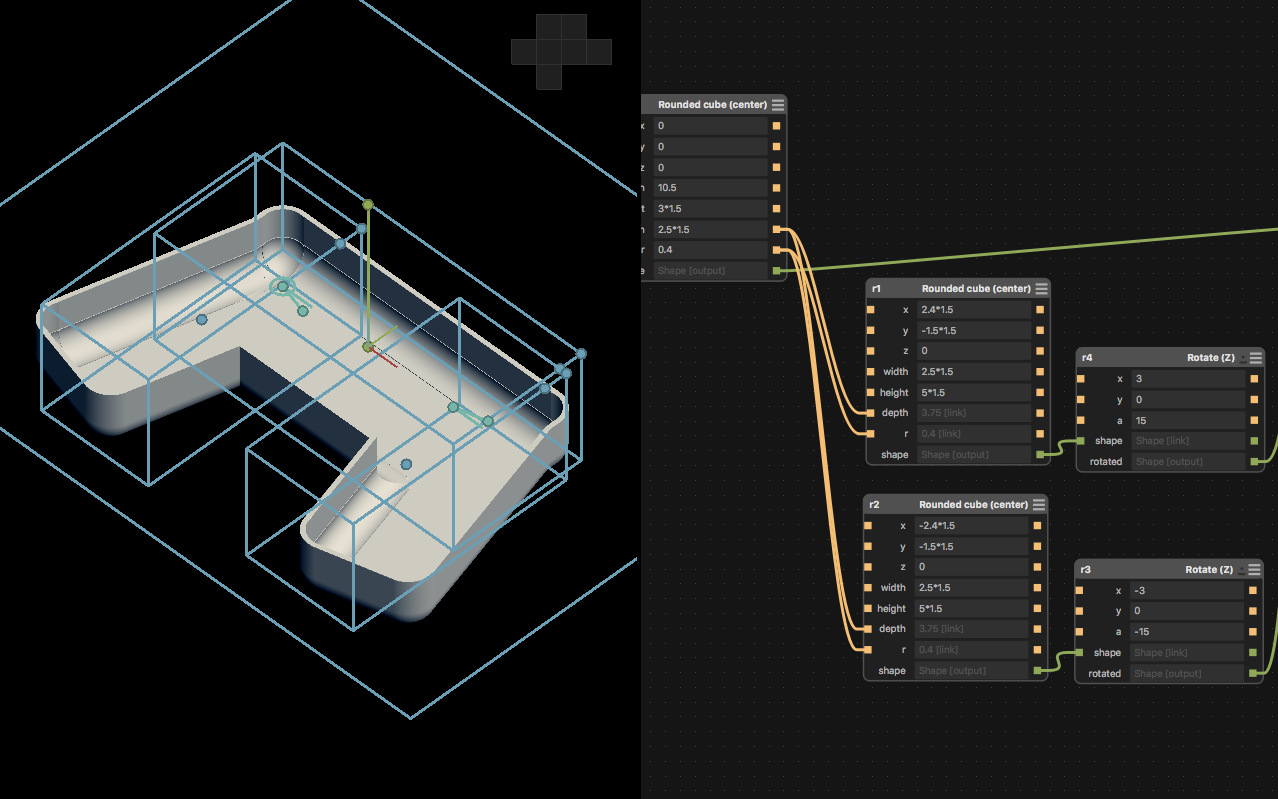 Rounded cube (center)
x 0
y 0
z 0
h 10.5
t 3*1.5
h 2.5*1.5
r 0.4
e Shape [output]
r1 Rounded cube (center)
x 2.4*1.5
y -1.5*1.5
z 0
width 2.5*1.5
height 5*1.5
depth 3.75 [link]
r 0.4 [link]
shape Shape [output]
r4 Rotate (Z)
x 3
y 0
a 15
shape Shape [link]
rotated Shape [output]
r2 Rounded cube (center)
x -2.4*1.5
y -1.5*1.5
z 0
width 2.5*1.5
height 5*1.5
depth 3.75 [link]
r 0.4 [link]
shape Shape [output]
r3 Rotate (Z)
x -3
y 0
a -15
shape Shape [link]
rotated Shape [output]